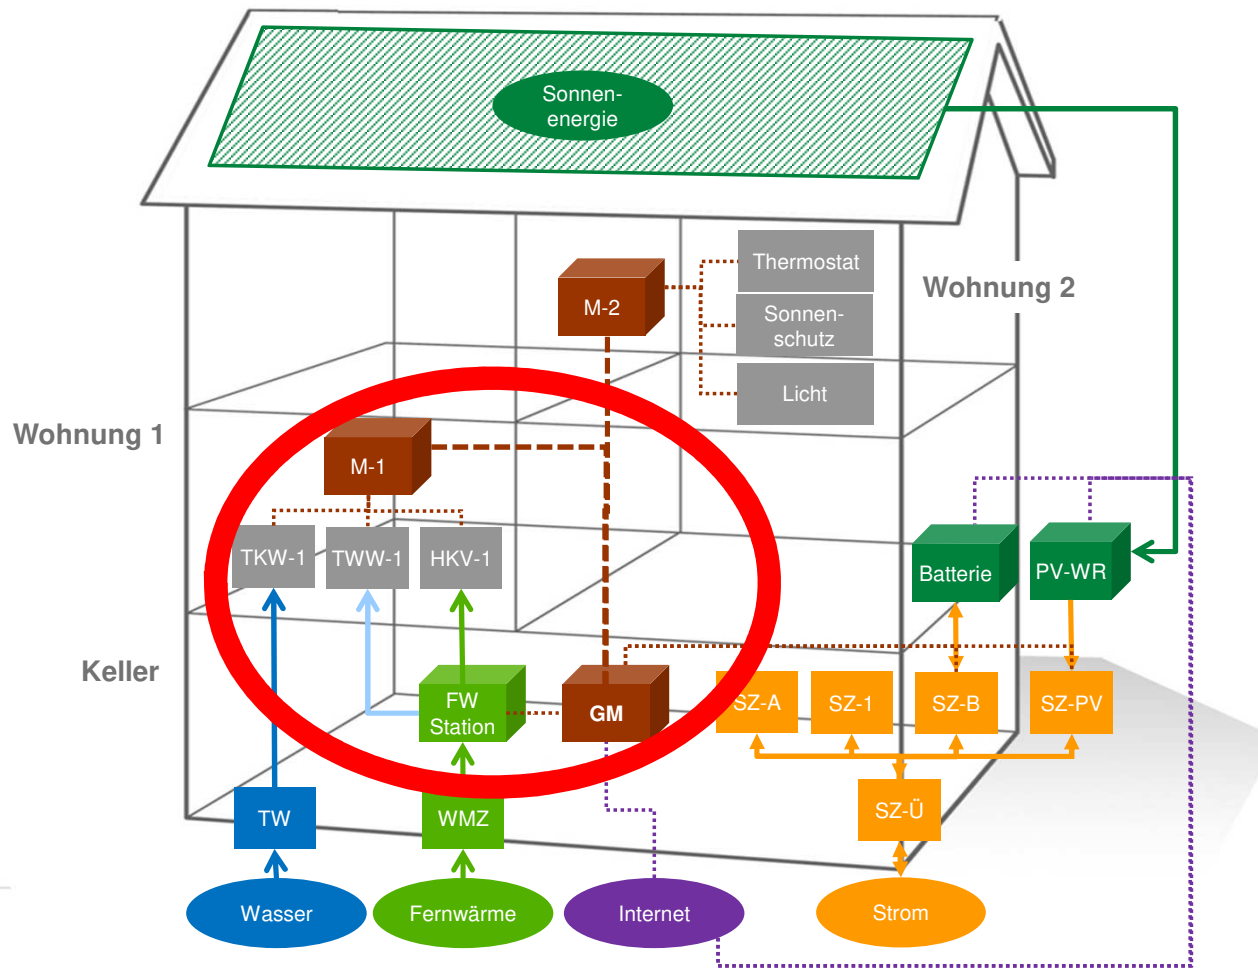 Sonnen-
energie
Thermostat
Wohnung 2
M-2
Sonnen-
schutz
Licht
Wohnung 1
M-1
TKW-1
TWW-1
HKV-1
Batterie
PV-WR
Keller
FW
Station
GM
SZ-A
SZ-1
SZ-B
SZ-PV
TW
WMZ
SZ-Ü
Wasser
Fernwärme
Internet
Strom